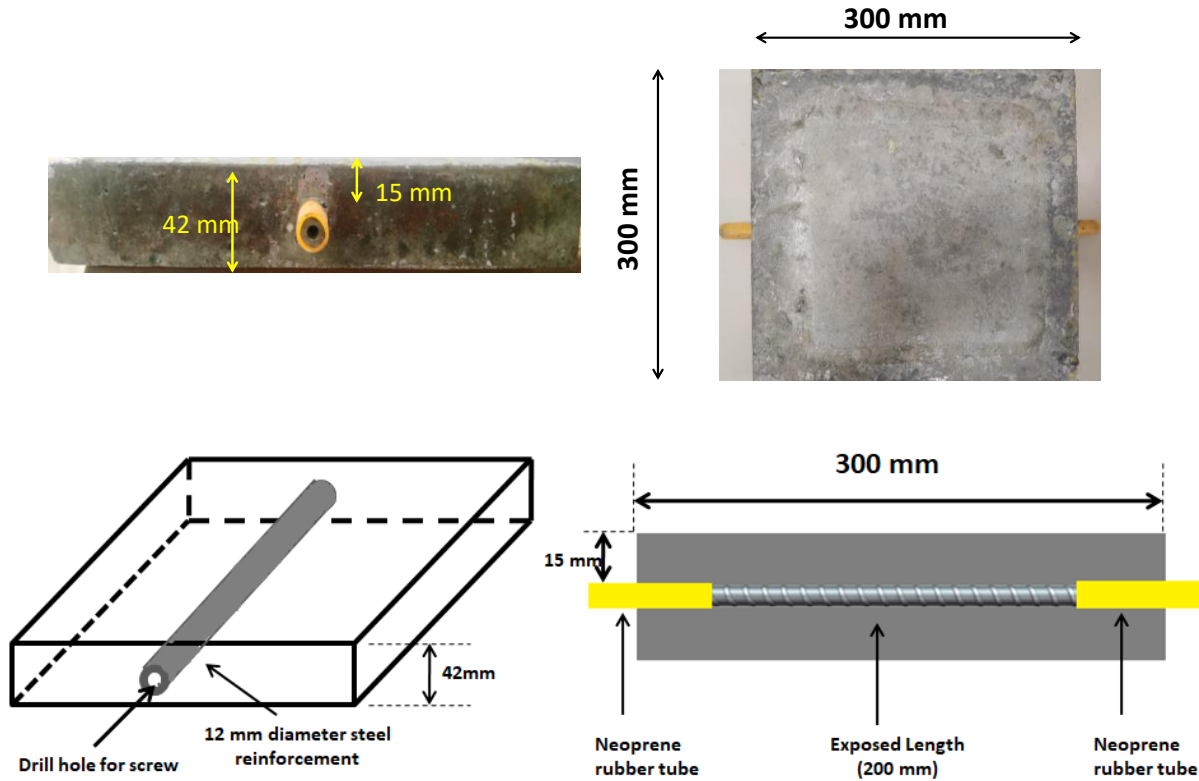 300 mm
300 mm
15 mm
42 mm
300 mm
15 mm
42mm
12 mm diameter steel
reinforcement
Drill hole for screw
Neoprene
rubber tube
Exposed Length
(200 mm)
Neoprene
rubber tube